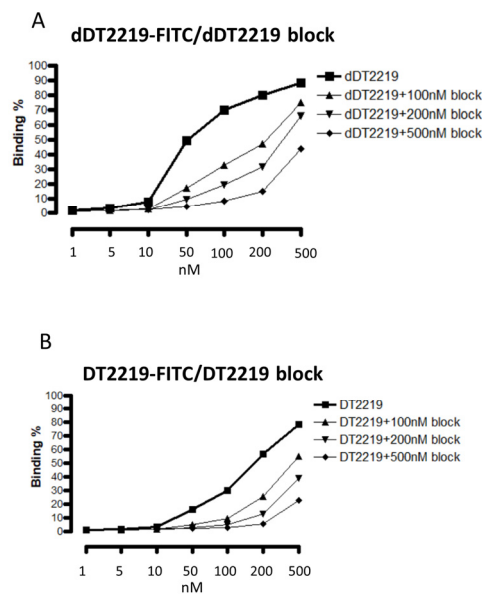 A
dDT2219-FITC/dDT2219 block
Binding %
100
90
80
70
60
50
40
30
20
10
0
dDT2219
dDT2219+100nM block
dDT2219+200nM block
dDT2219+500nM block
1 5 10 50 100 200 500
nM
B
DT2219-FITC/DT2219 block
Binding %
100
90
80
70
60
50
40
30
20
10
0
DT2219
DT2219+100nM block
DT2219+200nM block
DT2219+500nM block
1 5 10 50 100 200 500
nM